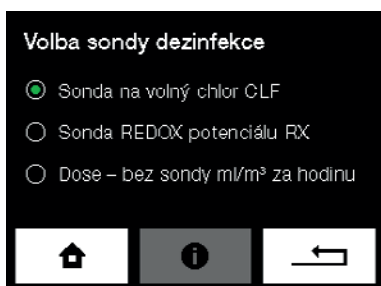 Volba sondy dezinfekce
Sonda na volný chlor CLF
Sonda REDOX potenciálu RX
Dose – bez sondy ml/m³ za hodinu